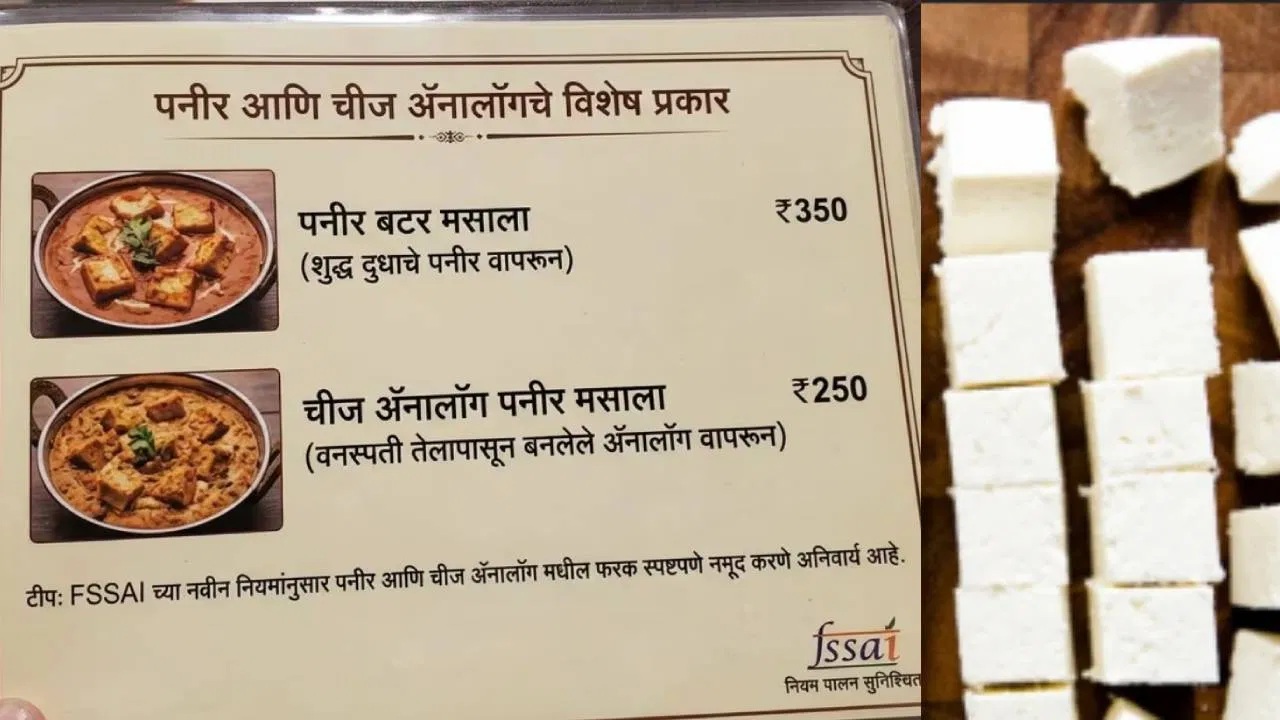 पनीर आणि चीज ॲनालॉगचे विशेष प्रकार
पनीर बटर मसाला ₹350
(शुद्ध दुधाचे पनीर वापरून)
चीज ॲनालॉग पनीर मसाला ₹250
(वनस्पती तेलापासून बनलेले ॲनालॉग वापरून)
टीपः FSSAI च्या नवीन नियमांनुसार पनीर आणि चीज ॲनालॉग मधील फरक स्पष्टपणे नमूद करणे अनिवार्य आहे.
fssai
नियम पालन सुनिश्चित